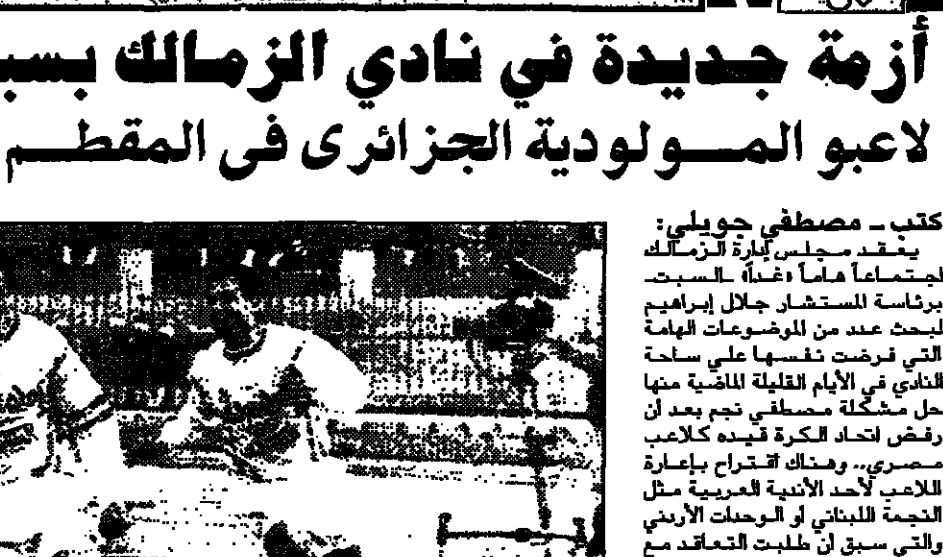 أزمة جديدة في نادي الزمالك بسبـ
لاعبو المولودية الجزائرى فى المقطم
كتب ـ مصطفي جويلي:
يعقد مجلس إدارة الزمالك
اجتماعاً هاماً «غداً» السبت
برئاسة المستشار جلال إبراهيم
لبحث عدد من الموضوعات الهامة
التي فرضت نفسها علي ساحة
النادي في الأيام القليلة الماضية منها
حل مشكلة مصطفي نجم بعد أن
رفض اتحاد الكرة قيده كلاعب
مصري.. وهناك اقتراح بإعارة
اللاعب لأحد الأندية العربية مثل
النجمة اللبناني أو الوحدات الأردني
والتي سبق أن طلبت التعاقد مع